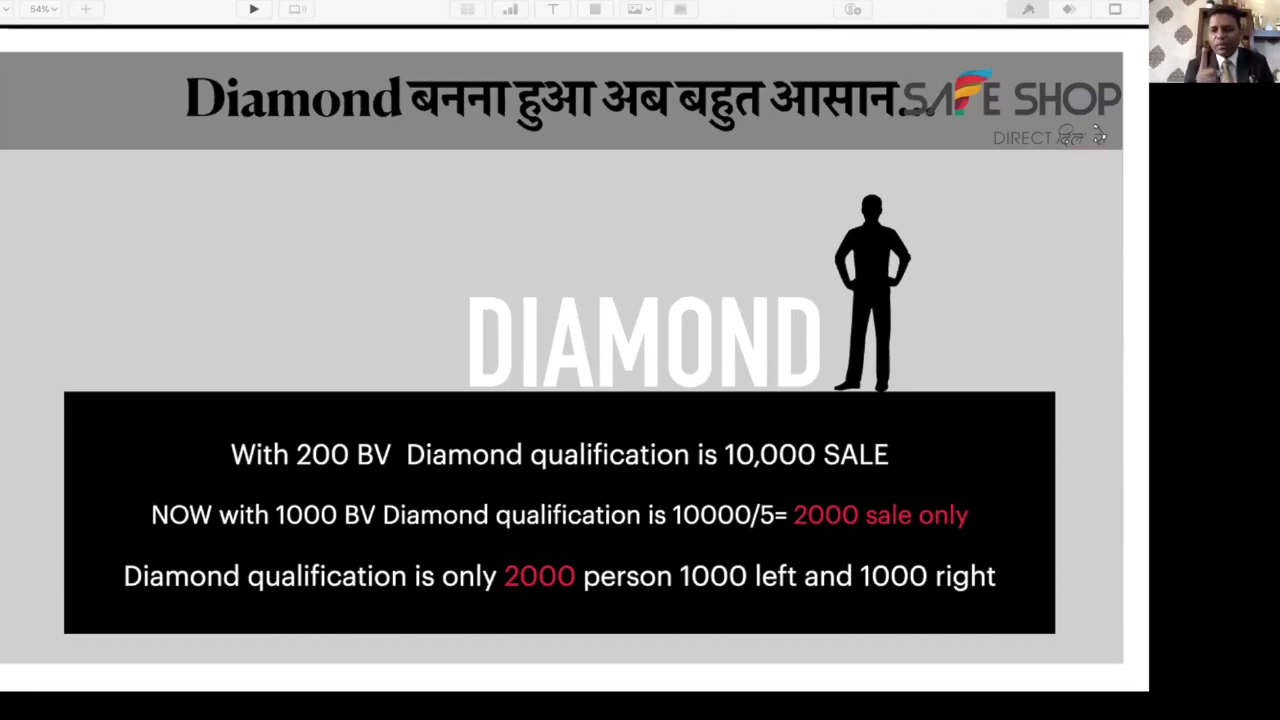 54%
Diamond बनना हुआ अब बहुत आसान...
SAFE SHOP
DIRECT दिल से
DIAMOND
With 200 BV Diamond qualification is 10,000 SALE
NOW with 1000 BV Diamond qualification is 10000/5= 2000 sale only
Diamond qualification is only 2000 person 1000 left and 1000 right